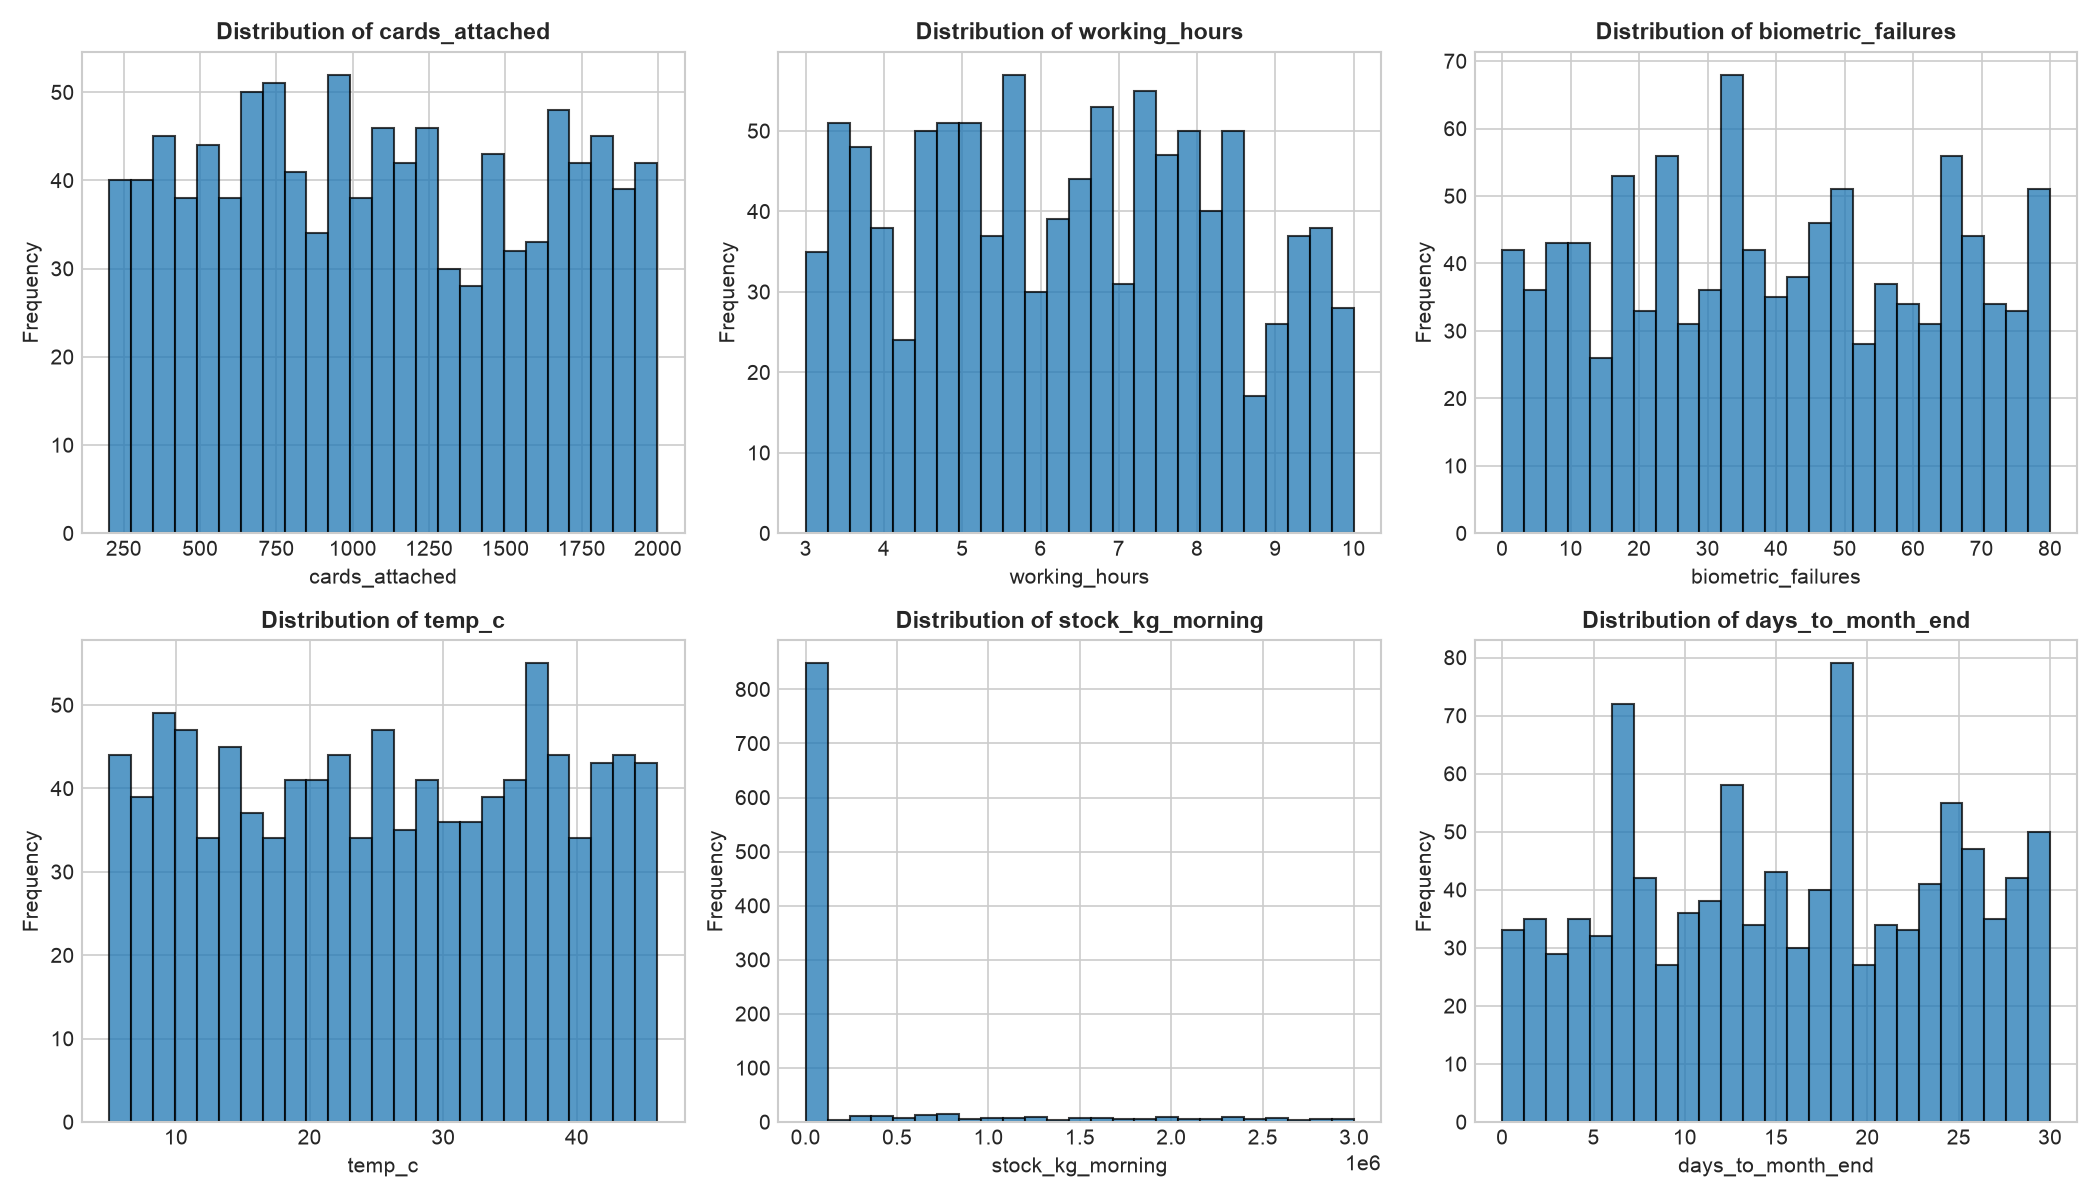 Distribution of cards_attached
Frequency
50
40
30
20
10
0
250 500 750 1000 1250 1500 1750 2000
cards_attached
Distribution of working_hours
Frequency
50
40
30
20
10
0
3 4 5 6 7 8 9 10
working_hours
Distribution of biometric_failures
Frequency
70
60
50
40
30
20
10
0
0 10 20 30 40 50 60 70 80
biometric_failures
Distribution of temp_c
Frequency
50
40
30
20
10
0
10 20 30 40
temp_c
Distribution of stock_kg_morning
Frequency
800
700
600
500
400
300
200
100
0
0.0 0.5 1.0 1.5 2.0 2.5 3.0
1e6
stock_kg_morning
Distribution of days_to_month_end
Frequency
80
70
60
50
40
30
20
10
0
0 5 10 15 20 25 30
days_to_month_end